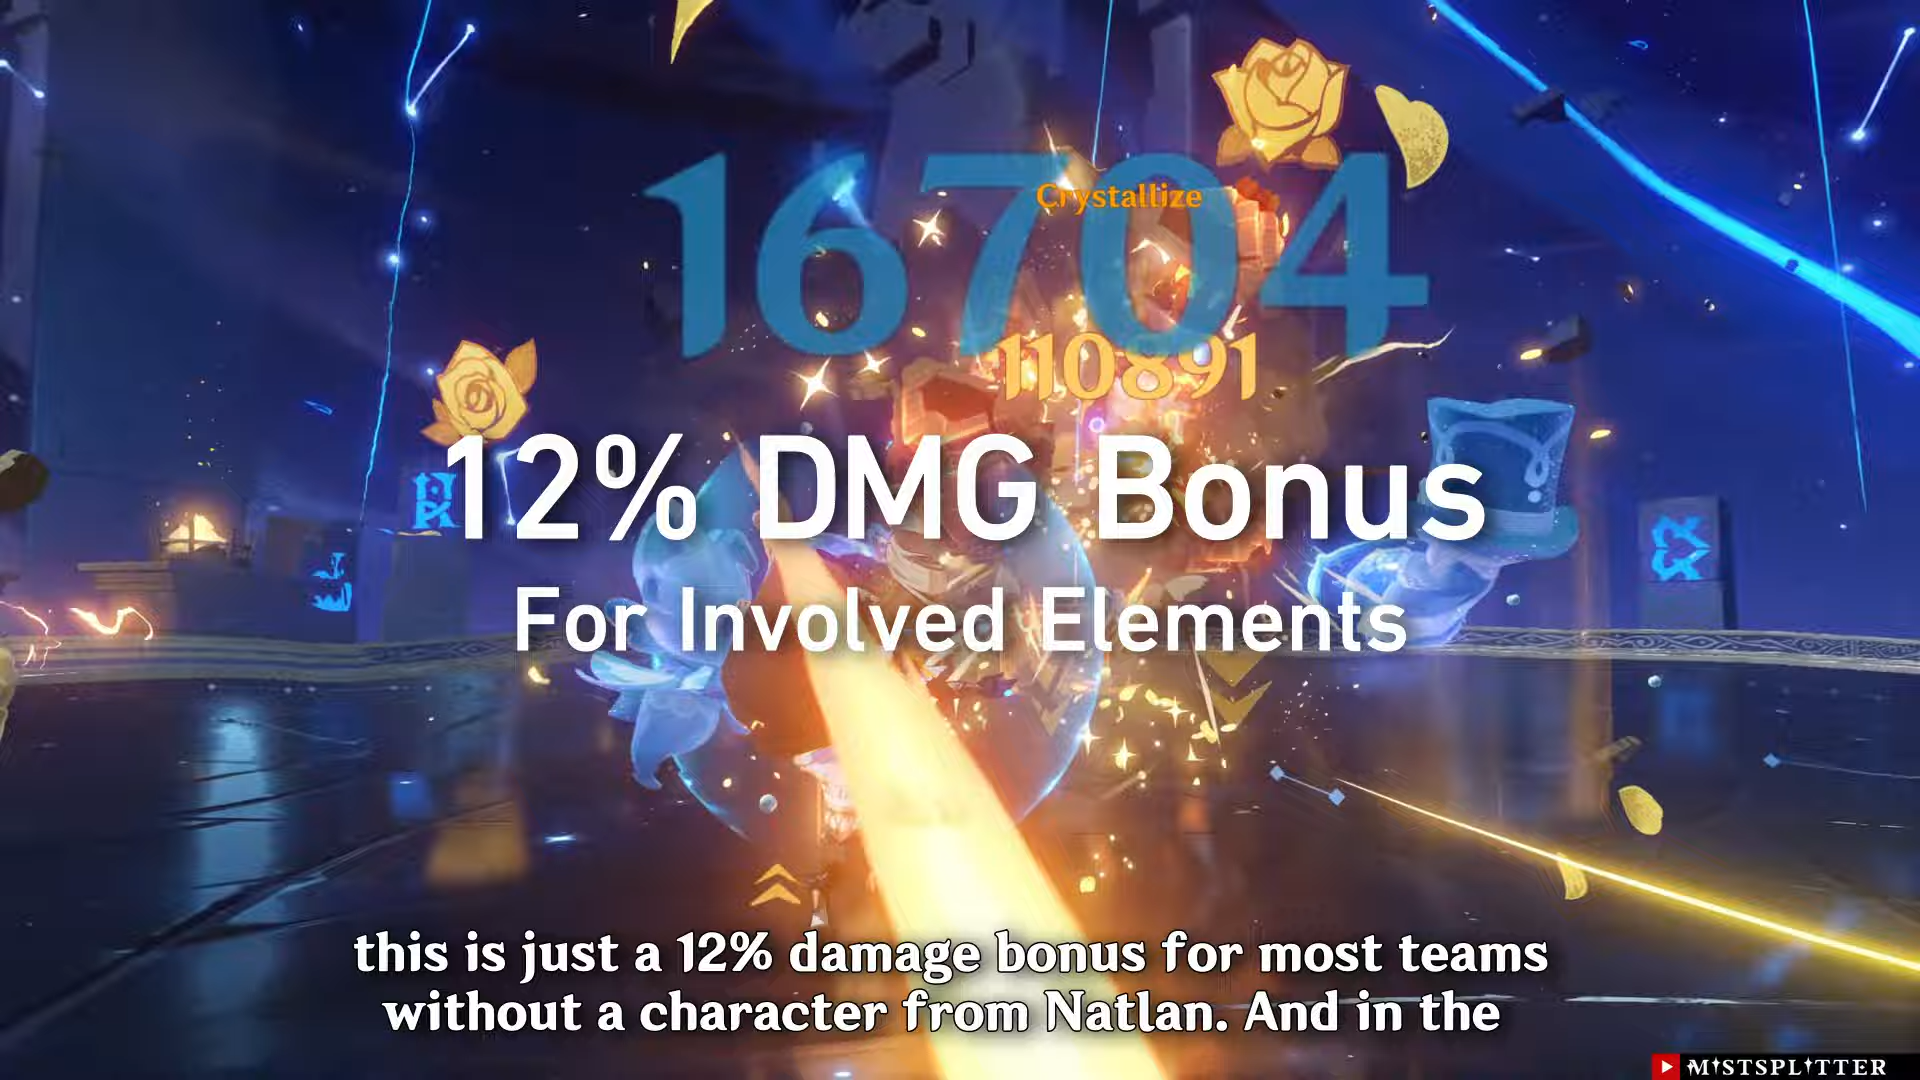 16704
Crystallize
110891
12% DMG Bonus
For Involved Elements
this is just a 12% damage bonus for most teams
without a character from Natlan. And in the
MISTSPLITTER